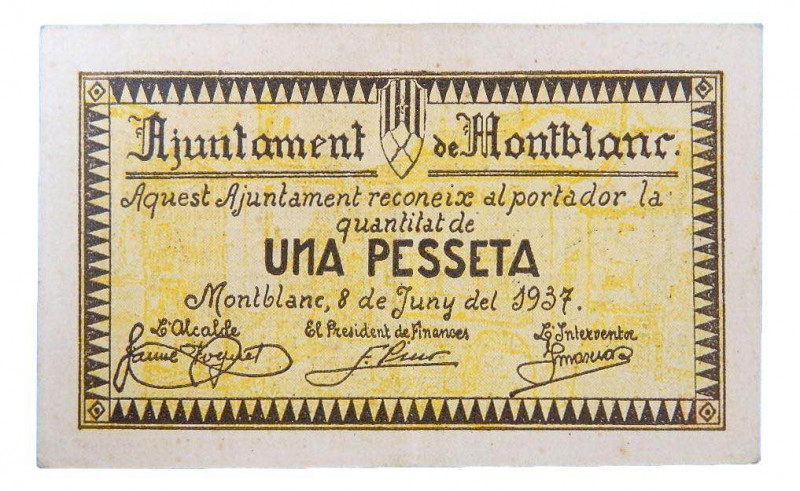 Ajuntament de Montblanc.
Aquest Ajuntament reconeix al portador la
quantitat de
UNA PESSETA
Montblanc, 8 de Juny del 1937.
L'Alcalde El President de Finances L'Interventor
Jaume